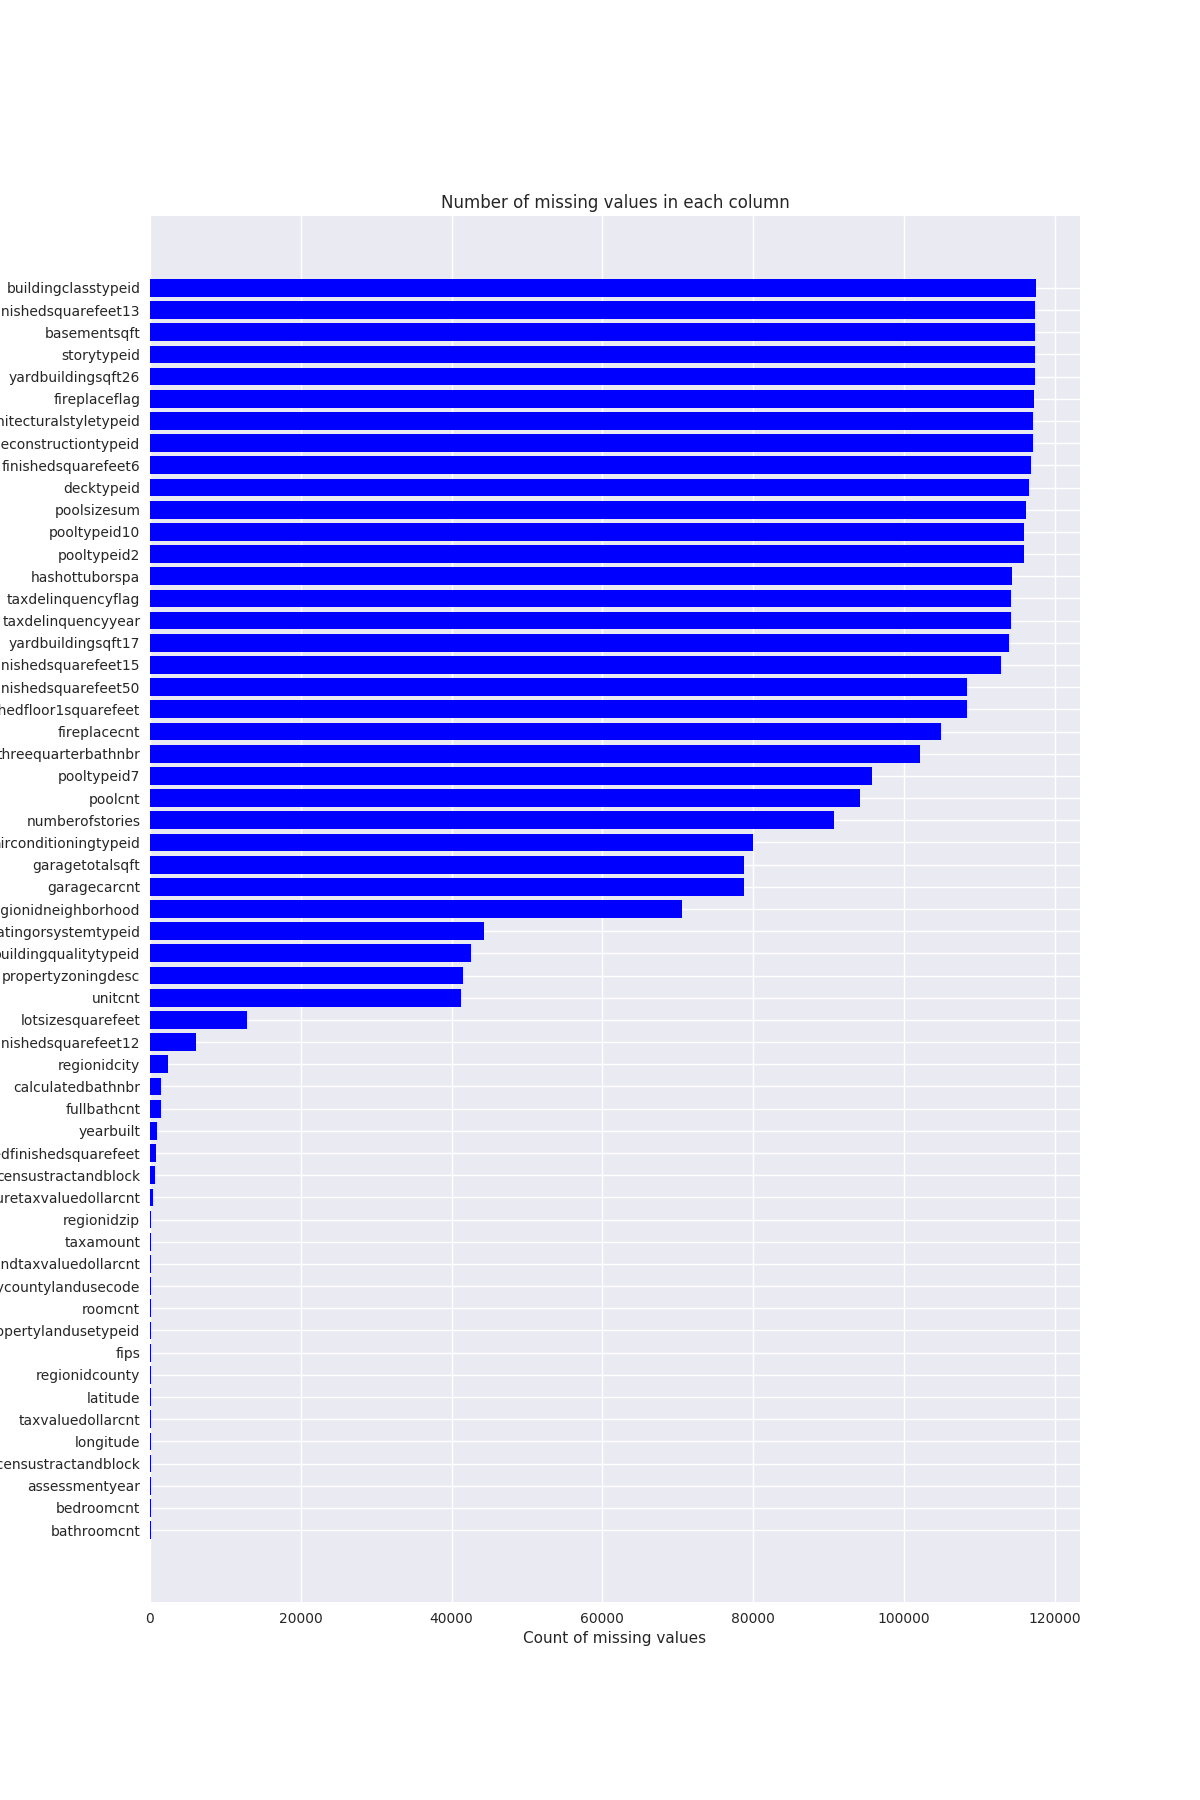 Number of missing values in each column
buildingclasstypeid
nishedsquarefeet13
basementsqft
storytypeid
yardbuildingsqft26
fireplaceflag
hitecturalstyletypeid
econstructiontypeid
finishedsquarefeet6
decktypeid
poolsizesum
pooltypeid10
pooltypeid2
hashottuborspa
taxdelinquencyflag
taxdelinquencyyear
yardbuildingsqft17
nishedsquarefeet15
nishedsquarefeet50
hedfloor1squarefeet
fireplacecnt
threequarterbathnbr
pooltypeid7
poolcnt
numberofstories
airconditioningtypeid
garagetotalsqft
garagecarcnt
gionidneighborhood
atingorsystemtypeid
buildingqualitytypeid
propertyzoningdesc
unitcnt
lotsizesquarefeet
nishedsquarefeet12
regionidcity
calculatedbathnbr
fullbathcnt
yearbuilt
dfinishedsquarefeet
censustractandblock
uretaxvaluedollarcnt
regionidzip
taxamount
ndtaxvaluedollarcnt
ycountylandusecode
roomcnt
opertylandusetypeid
fips
regionidcounty
latitude
taxvaluedollarcnt
longitude
censustractandblock
assessmentyear
bedroomcnt
bathroomcnt
0 20000 40000 60000 80000 100000 120000
Count of missing values